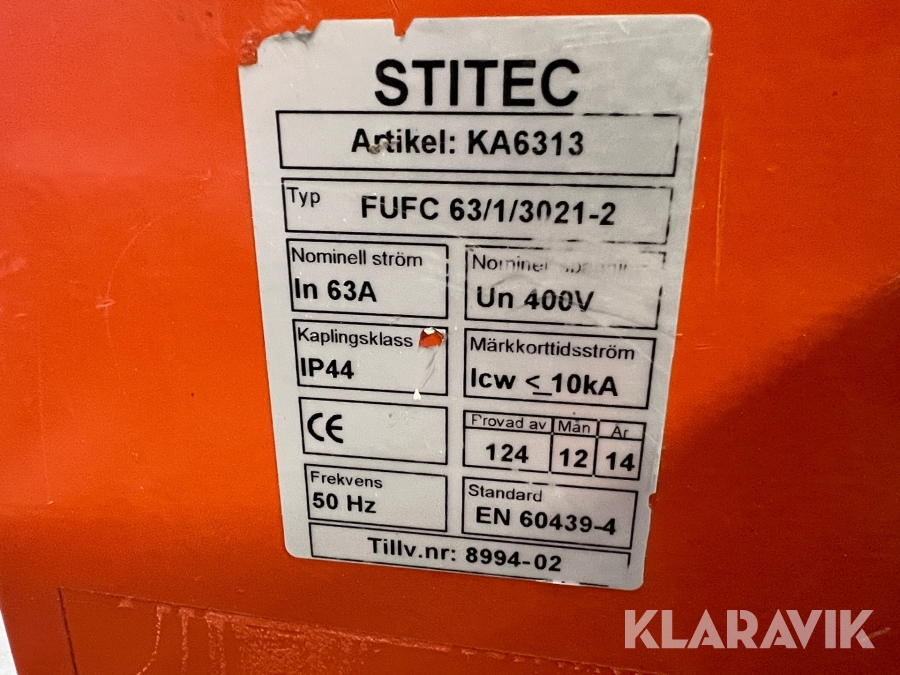 STITEC
Artikel: KA6313
Typ FUFC 63/1/3021-2
Nominell ström
In 63A
Nominell
Un 400V
Kaplingsklass
IP44
Märkkorttidsström
Icw ≤ 10kA
CE
Provad av Mån År
124 12 14
Frekvens
50 Hz
Standard
EN 60439-4
Tillv.nr: 8994-02
KLARAVIK